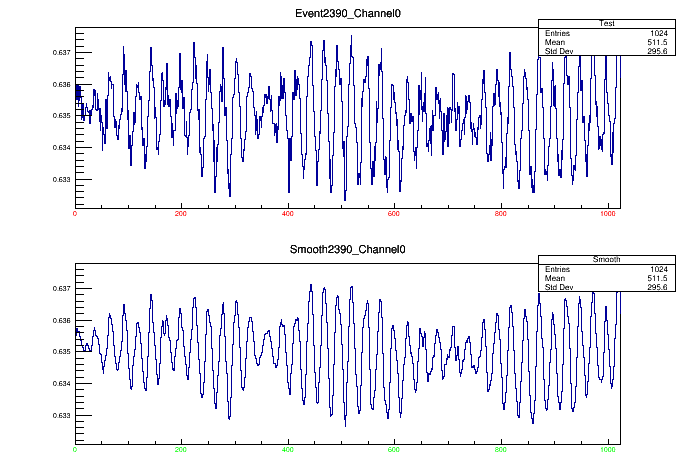 Event2390_Channel0
Test
Entries 1024
Mean 511.5
Std Dev 295.6
0.637
0.636
0.635
0.634
0.633
0 200 400 600 800 1000
Smooth2390_Channel0
Smooth
Entries 1024
Mean 511.5
Std Dev 295.6
0.637
0.636
0.635
0.634
0.633
0 200 400 600 800 1000